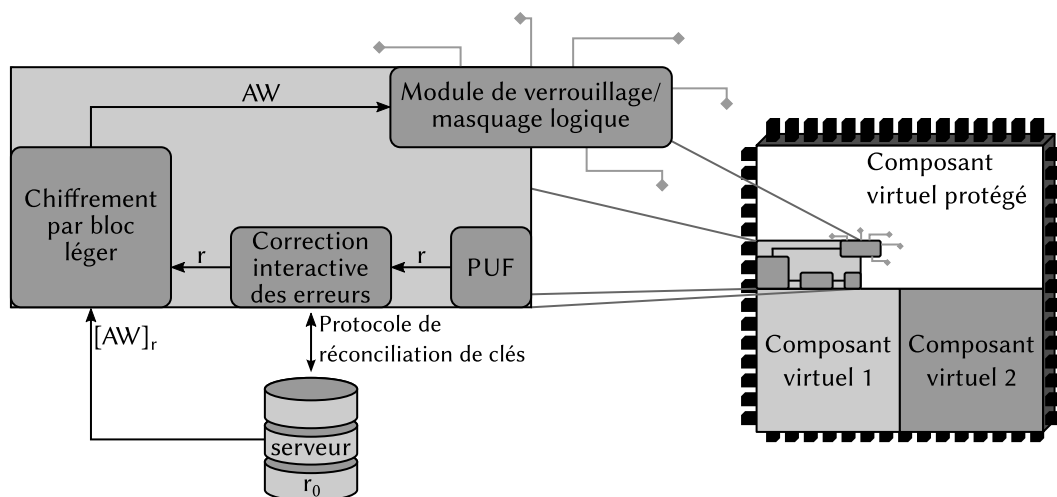 AW
Module de verrouillage/
masquage logique
Chiffrement
par bloc
léger
r
Correction
interactive
des erreurs
r
PUF
[AW]r
Protocole de
réconciliation de clés
serveur
r0
Composant
virtuel protégé
Composant
virtuel 1
Composant
virtuel 2